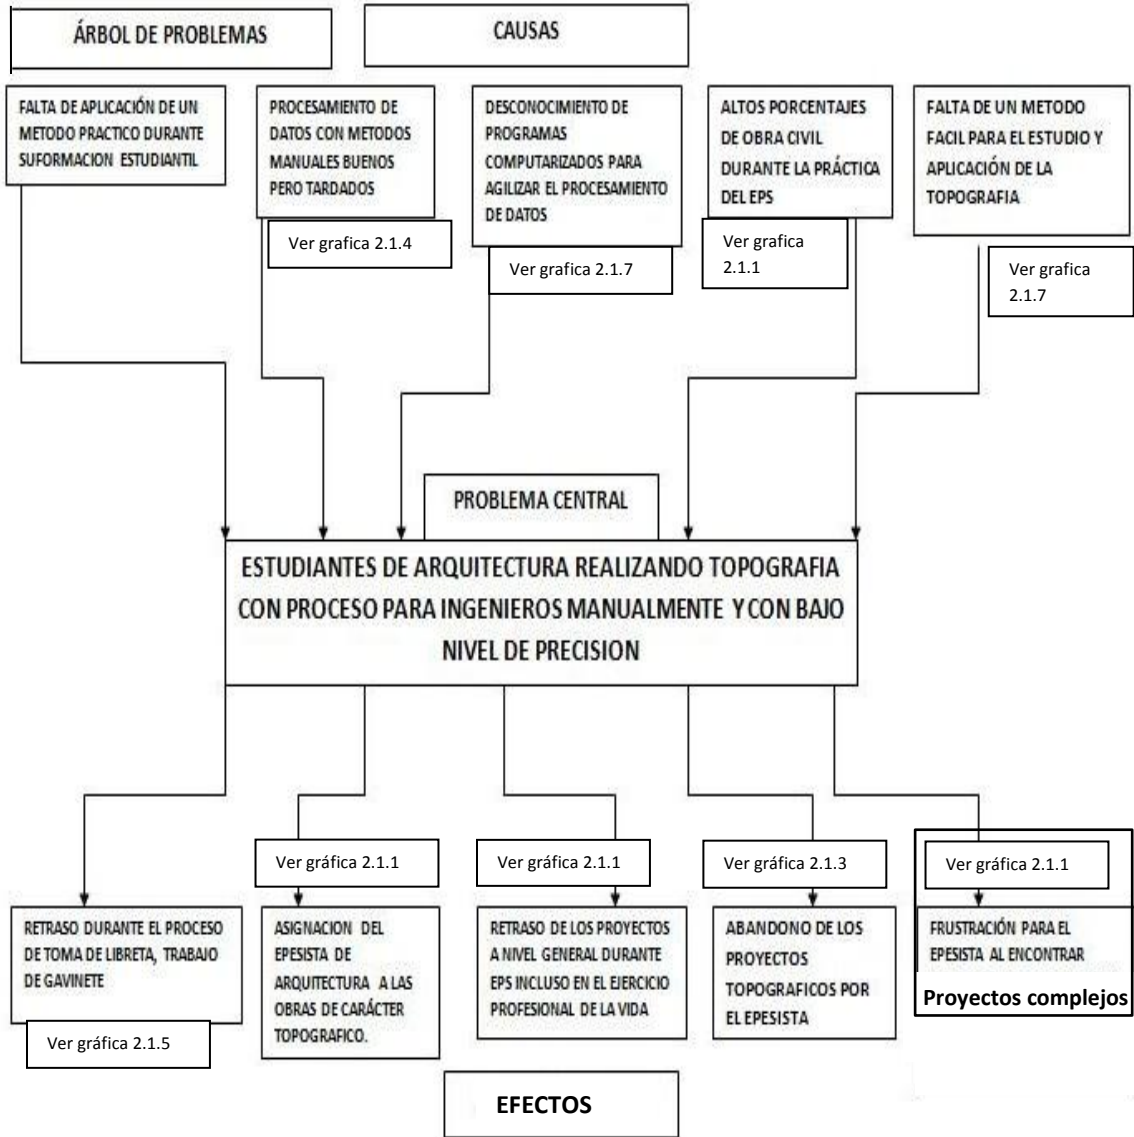 ÁRBOL DE PROBLEMAS
CAUSAS
FALTA DE APLICACIÓN DE UN
METODO PRACTICO DURANTE
SUFORMACION ESTUDIANTIL
PROCESAMIENTO DE
DATOS CON METODOS
MANUALES BUENOS
PERO TARDADOS
Ver grafica 2.1.4
DESCONOCIMIENTO DE
PROGRAMAS
COMPUTARIZADOS PARA
AGILIZAR EL PROCESAMIENTO
DE DATOS
Ver grafica 2.1.7
ALTOS PORCENTAJES
DE OBRA CIVIL
DURANTE LA PRÁCTICA
DEL EPS
Ver grafica
2.1.1
FALTA DE UN METODO
FACIL PARA EL ESTUDIO Y
APLICACIÓN DE LA
TOPOGRAFIA
Ver grafica
2.1.7
PROBLEMA CENTRAL
ESTUDIANTES DE ARQUITECTURA REALIZANDO TOPOGRAFIA
CON PROCESO PARA INGENIEROS MANUALMENTE Y CON BAJO
NIVEL DE PRECISION
RETRASO DURANTE EL PROCESO
DE TOMA DE LIBRETA, TRABAJO
DE GAVINETE
Ver gráfica 2.1.5
Ver gráfica 2.1.1
ASIGNACION DEL
EPESISTA DE
ARQUITECTURA A LAS
OBRAS DE CARÁCTER
TOPOGRAFICO.
Ver gráfica 2.1.1
RETRASO DE LOS PROYECTOS
A NIVEL GENERAL DURANTE
EPS INCLUSO EN EL EJERCICIO
PROFESIONAL DE LA VIDA
Ver gráfica 2.1.3
ABANDONO DE LOS
PROYECTOS
TOPOGRAFICOS POR
EL EPESISTA
Ver gráfica 2.1.1
FRUSTRACIÓN PARA EL
EPESISTA AL ENCONTRAR
Proyectos complejos
EFECTOS